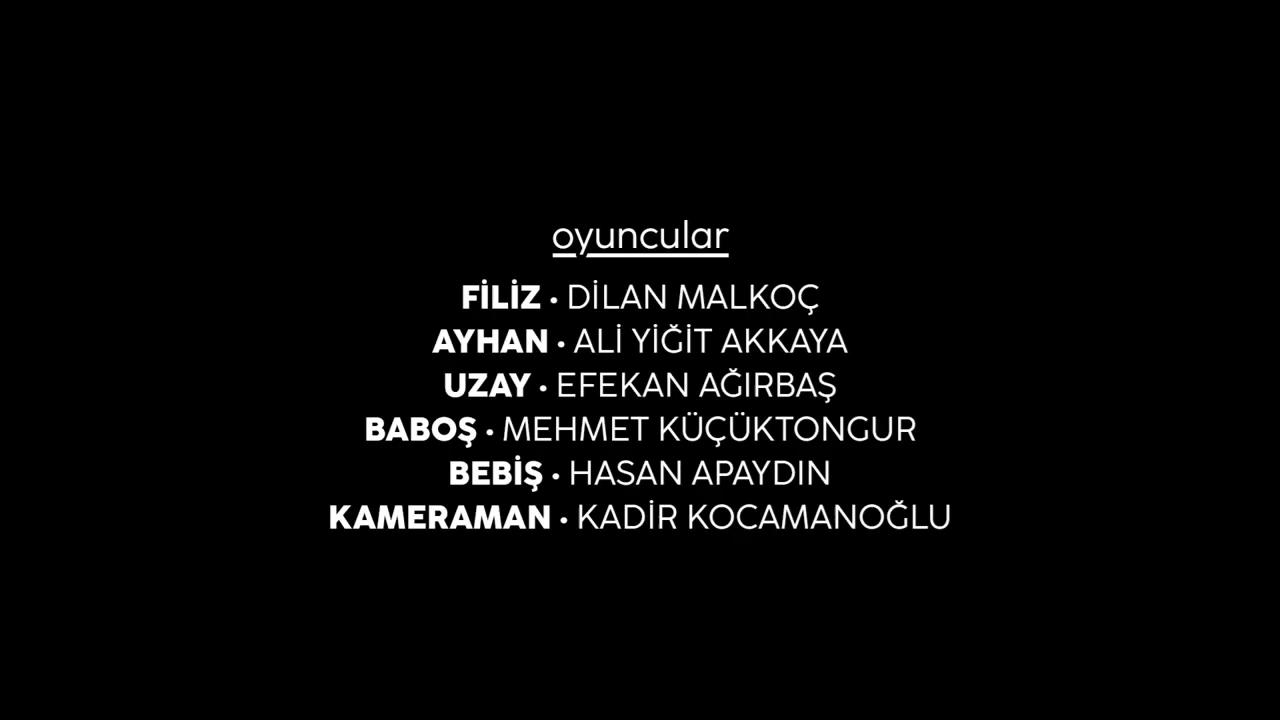 oyuncular
FİLİZ • DİLAN MALKOÇ
AYHAN • ALİ YİĞİT AKKAYA
UZAY • EFEKAN AĞIRBAŞ
BABOŞ • MEHMET KÜÇÜKTONGUR
BEBİŞ • HASAN APAYDIN
KAMERAMAN • KADİR KOCAMANOĞLU